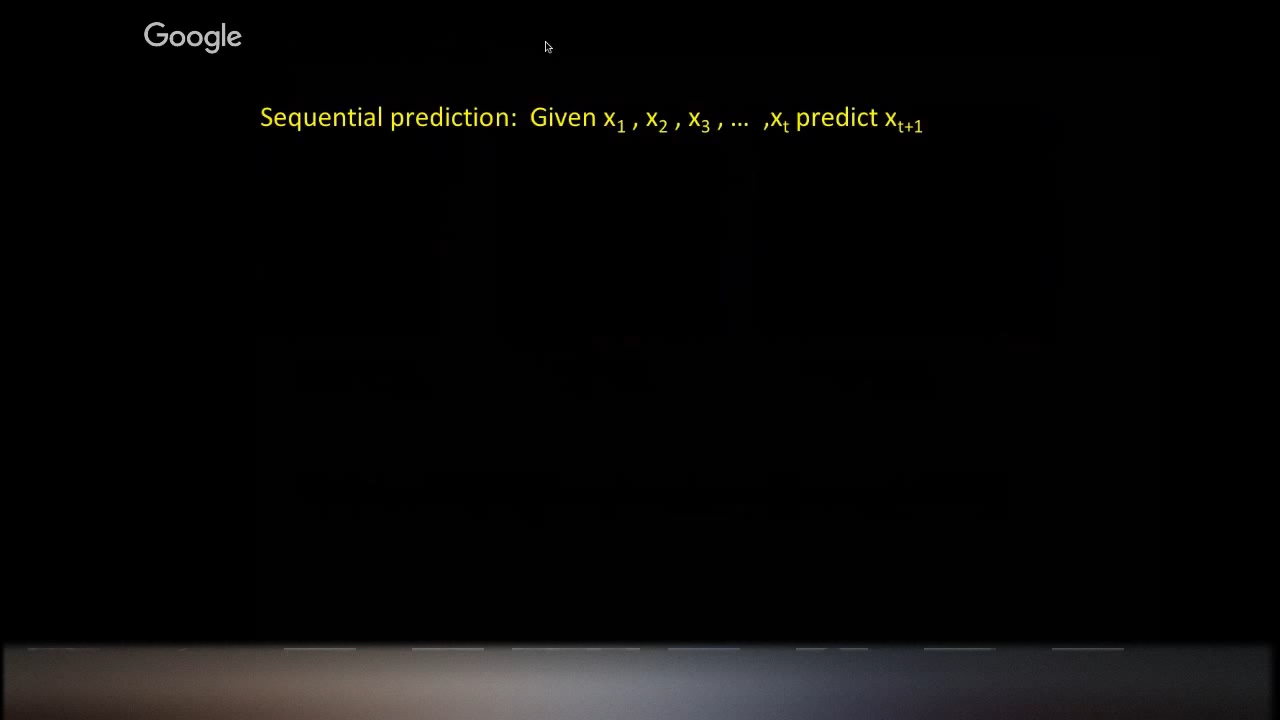 Google
Sequential prediction: Given x₁ , x₂ , x₃ , … ,xₜ predict xₜ₊₁